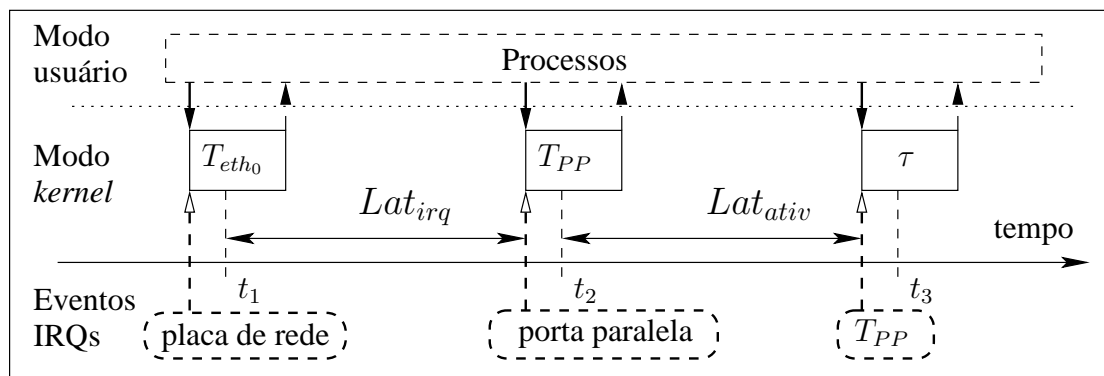 Modo
usuário
Processos
Modo
kernel
T_{eth_0}
T_{PP}
τ
Lat_{irq}
Lat_{ativ}
tempo
t_1
t_2
t_3
Eventos
IRQs
placa de rede
porta paralela
T_{PP}